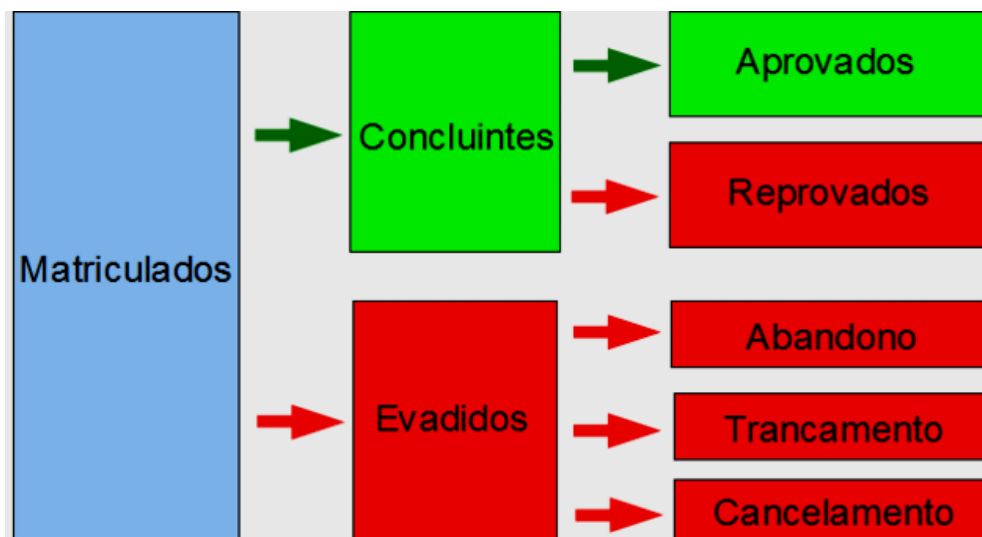 Matriculados
Concluintes
Aprovados
Reprovados
Evadidos
Abandono
Trancamento
Cancelamento